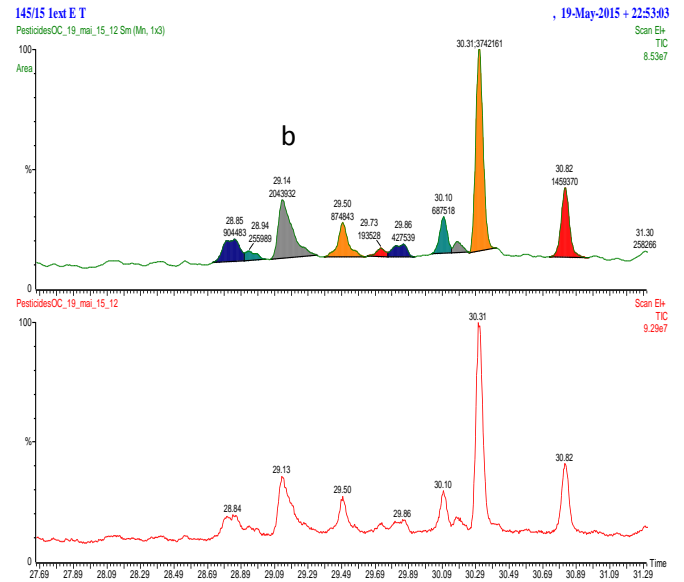 145/15 1ext E T
, 19-May-2015 + 22:53:03
PesticidesOC_19_mai_15_12 Sm (Mn, 1x3)
Scan EI+
TIC
8.53e7
100
Area
%
0
b
28.85
904483
28.94
255989
29.14
2043932
29.50
874843
29.73
193528
29.86
427539
30.10
687518
30.31;3742161
30.82
1459370
31.30
258266
PesticidesOC_19_mai_15_12
Scan EI+
TIC
9.29e7
100
%
0
28.84
29.13
29.50
29.86
30.10
30.31
30.82
Time
27.69 27.89 28.09 28.29 28.49 28.69 28.89 29.09 29.29 29.49 29.69 29.89 30.09 30.29 30.49 30.69 30.89 31.09 31.29